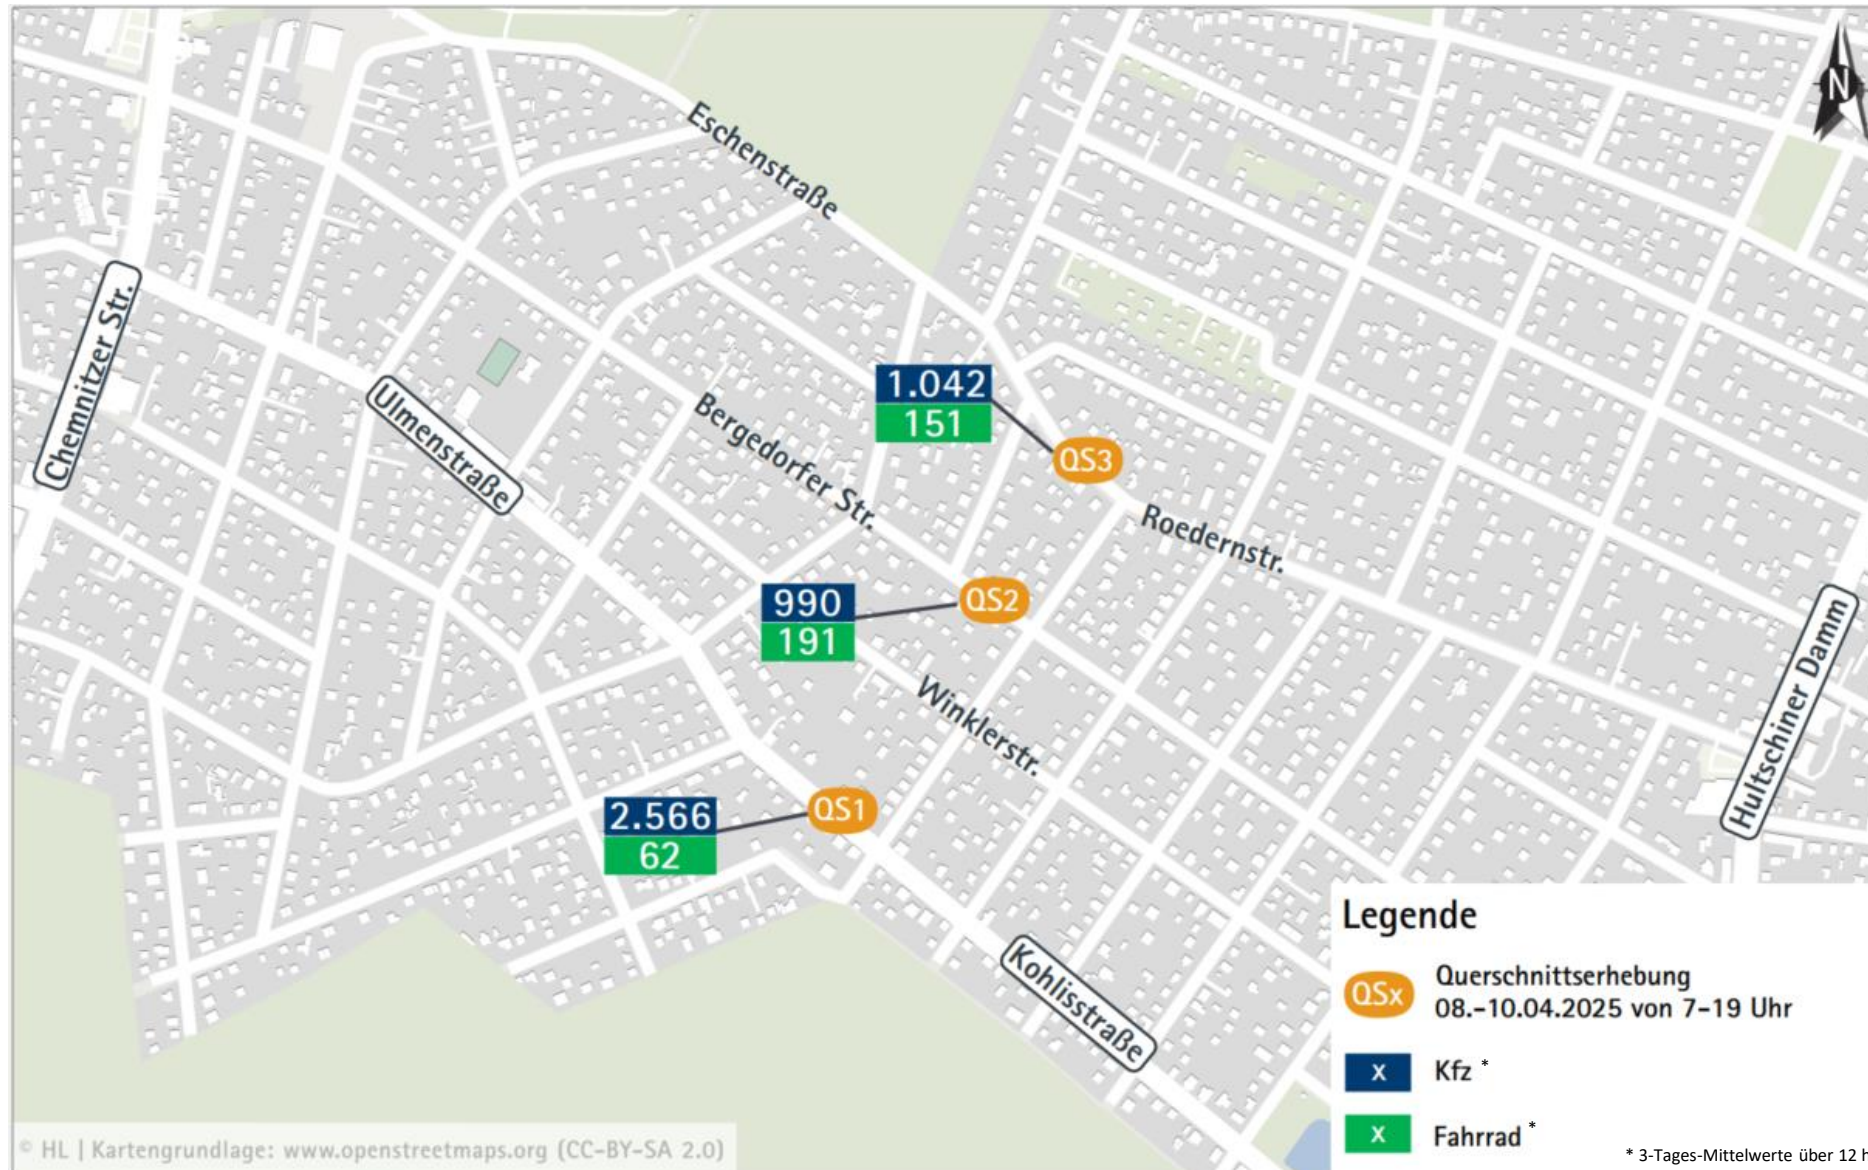 N
Eschenstraße
Chemnitzer Str.
Ulmenstraße
Bergedorfer Str.
1.042
151
QS3
Roedernstr.
990
191
QS2
Winklerstr.
Hultschiner Damm
2.566
62
QS1
Kohlisstraße
Legende
QSx
Querschnittserhebung
08.-10.04.2025 von 7-19 Uhr
x Kfz *
x Fahrrad *
© HL | Kartengrundlage: www.openstreetmaps.org (CC-BY-SA 2.0)
* 3-Tages-Mittelwerte über 12 h